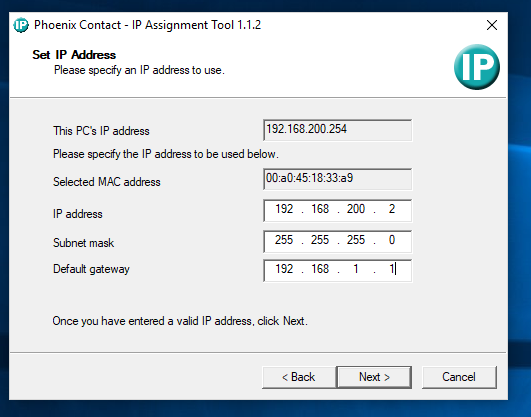 Phoenix Contact - IP Assignment Tool 1.1.2
Set IP Address
Please specify an IP address to use.
IP
This PC's IP address 192.168.200.254
Please specify the IP address to be used below.
Selected MAC address 00:a0:45:18:33:a9
IP address 192 . 168 . 200 . 2
Subnet mask 255 . 255 . 255 . 0
Default gateway 192 . 168 . 1 . 1
Once you have entered a valid IP address, click Next.
< Back Next > Cancel